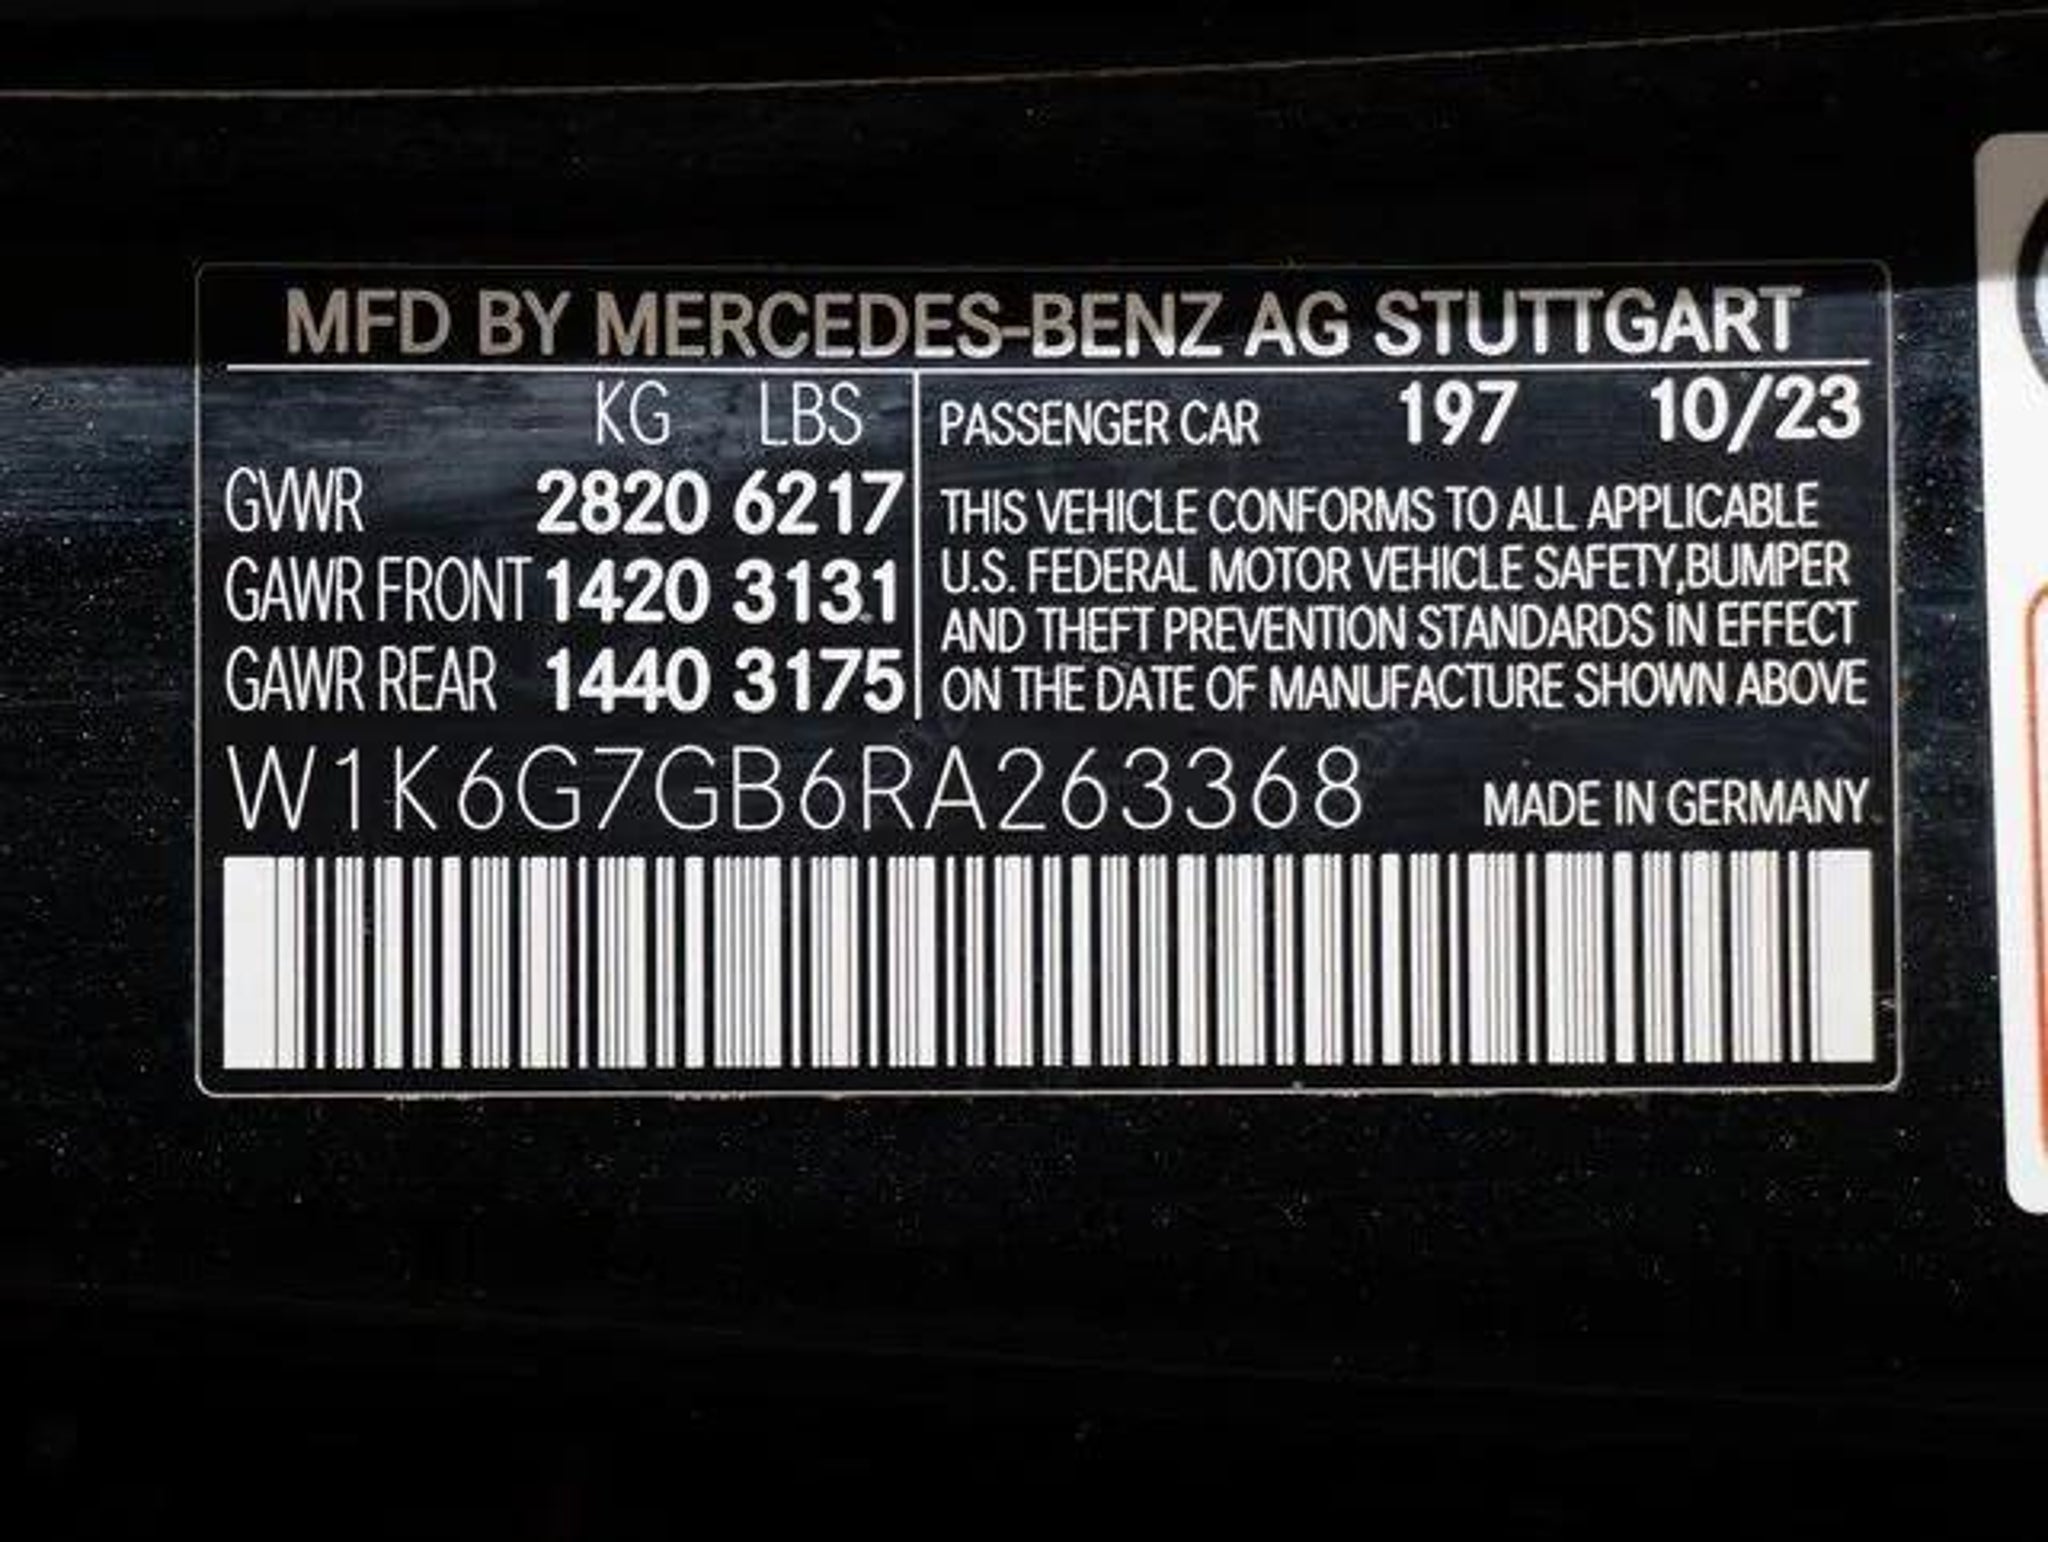 MFD BY MERCEDES-BENZ AG STUTTGART
KG LBS
GVWR 2820 6217
GAWR FRONT 1420 3131
GAWR REAR 1440 3175
PASSENGER CAR 197 10/23
THIS VEHICLE CONFORMS TO ALL APPLICABLE
U.S. FEDERAL MOTOR VEHICLE SAFETY,BUMPER
AND THEFT PREVENTION STANDARDS IN EFFECT
ON THE DATE OF MANUFACTURE SHOWN ABOVE
W1K6G7GB6RA263368
MADE IN GERMANY